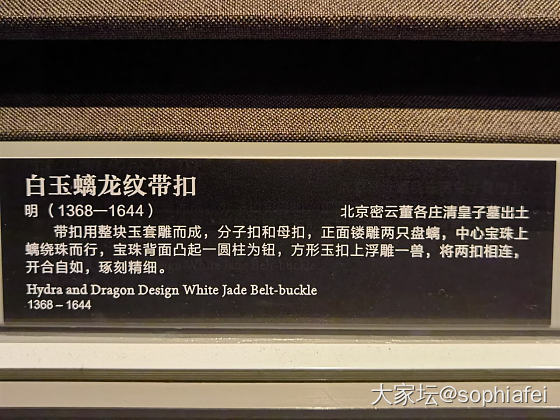 白玉螭龙纹带扣
明（1368—1644） 北京密云董各庄清皇子墓出土
带扣用整块玉套雕而成，分子扣和母扣，正面镂雕两只盘螭，中心宝珠上
螭绕珠而行，宝珠背面凸起一圆柱为钮，方形玉扣上浮雕一兽，将两扣相连，
开合自如，琢刻精细。
Hydra and Dragon Design White Jade Belt-buckle
1368 – 1644
大家坛@sophiafei